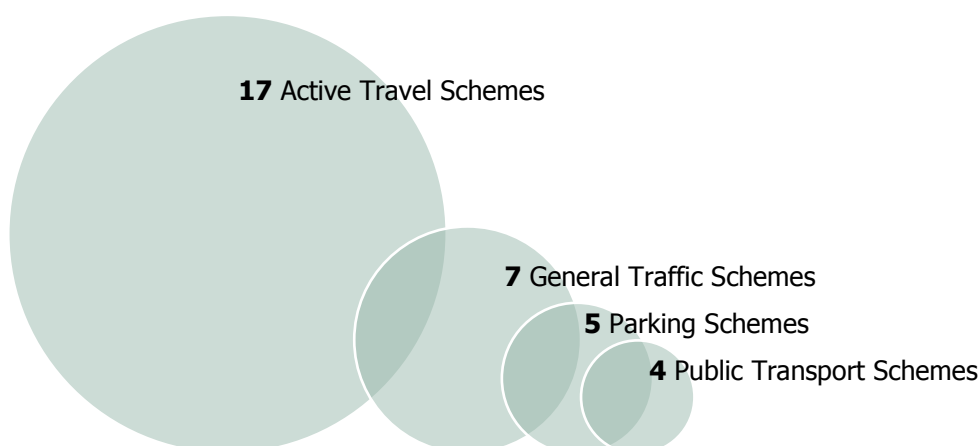 17 Active Travel Schemes
7 General Traffic Schemes
5 Parking Schemes
4 Public Transport Schemes